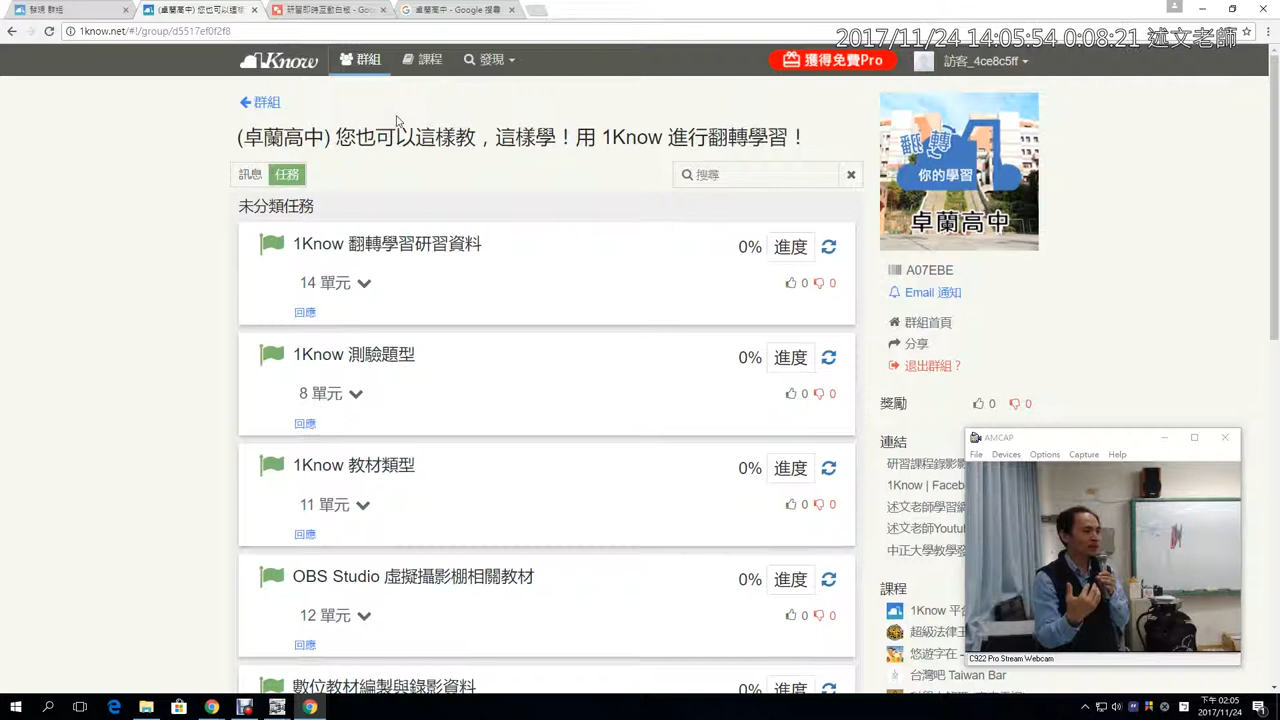 發現 群組
(卓蘭高中) 您也可以這樣
研習即時互動白板 - Goo
卓蘭高中 - Google 搜尋
1know.net/#!/group/d5517ef0f2f8
2017/11/24 14:05:54 0:08:21 述文老師
1Know
群組
課程
發現
獲得免費Pro
訪客_4ce8c5ff
群組
(卓蘭高中) 您也可以這樣教，這樣學！用 1Know 進行翻轉學習！
訊息
任務
搜尋
未分類任務
1Know 翻轉學習研習資料
0% 進度
14 單元
0 0
回應
1Know 測驗題型
0% 進度
8 單元
0 0
回應
1Know 教材類型
0% 進度
11 單元
0 0
回應
OBS Studio 虛擬攝影棚相關教材
0% 進度
12 單元
0 0
回應
數位教材編製與錄影資料
0% 進度
翻轉
你的學習
卓蘭高中
A07EBE
Email 通知
群組首頁
分享
退出群組？
獎勵
0 0
連結
研習課程錄影
1Know | Faceb
述文老師學習網
述文老師Youtub
中正大學教學發
課程
1Know 平
超級法律王
悠遊字在 -
台灣吧 Taiwan Bar
AMCAP
File Devices Options Capture Help
C922 Pro Stream Webcam
下午 02:05
2017/11/24